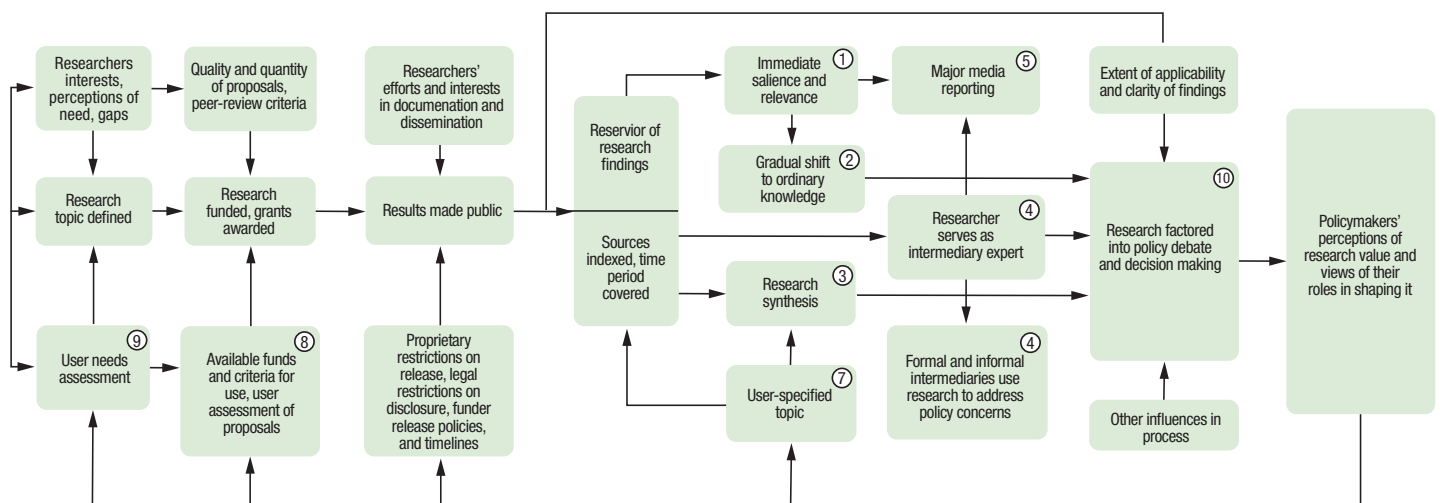 Researchers
interests,
perceptions of
need, gaps
Quality and quantity
of proposals,
peer-review criteria
Researchers'
efforts and interests
in documenation and
dissemination
Reservior of
research
findings
①
Immediate
salience and
relevance
⑤
Major media
reporting
Extent of applicability
and clarity of findings
②
Gradual shift
to ordinary
knowledge
Research
topic defined
Research
funded, grants
awarded
Results made public
Sources
indexed, time
period
covered
④
Researcher
serves as
intermediary expert
⑩
Research factored
into policy debate
and decision making
Policymakers'
perceptions of
research value and
views of their
roles in shaping it
③
Research
synthesis
⑨
User needs
assessment
⑧
Available funds
and criteria for
use, user
assessment of
proposals
Proprietary
restrictions on
release, legal
restrictions on
disclosure, funder
release policies,
and timelines
⑦
User-specified
topic
④
Formal and informal
intermediaries use
research to address
policy concerns
Other influences in
process